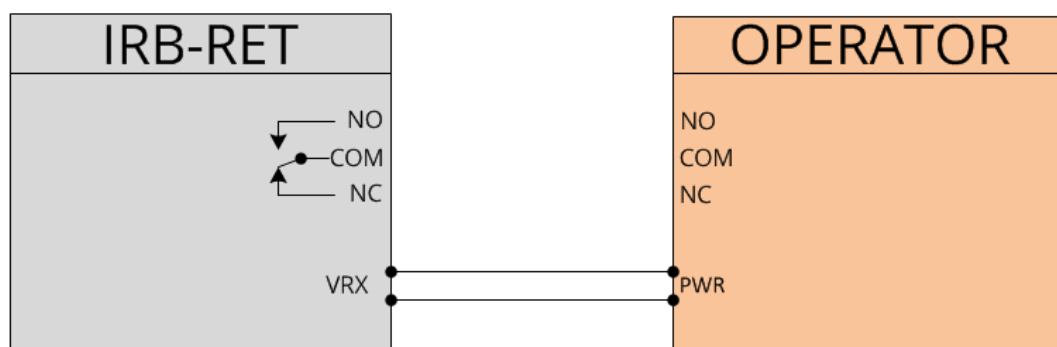 IRB-RET
NO
COM
NC
VRX
OPERATOR
NO
COM
NC
PWR